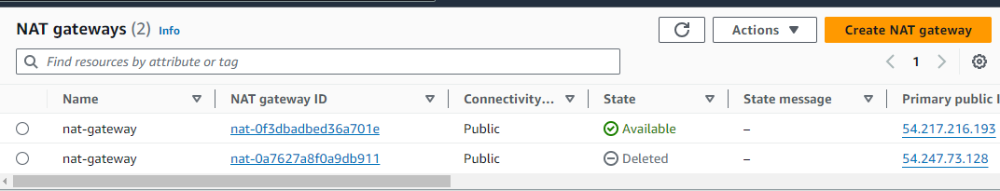 NAT gateways (2) Info
Actions
Create NAT gateway
Find resources by attribute or tag
1
Name NAT gateway ID Connectivity... State State message Primary public I
nat-gateway nat-0f3dbadbed36a701e Public Available – 54.217.216.193
nat-gateway nat-0a7627a8f0a9db911 Public Deleted – 54.247.73.128